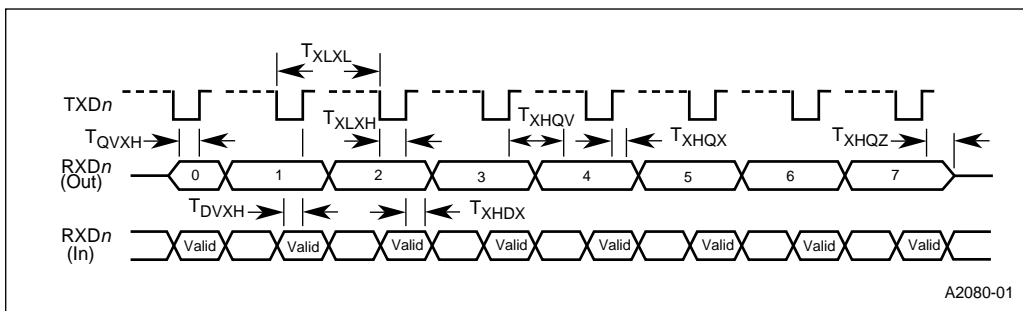 TXLXL
TXDn
TXLXH TXHQV
TQVXH TXHQX TXHQZ
RXDn
(Out)
0 1 2 3 4 5 6 7
TDVXH TXHDX
RXDn
(In)
Valid Valid Valid Valid Valid Valid Valid Valid
A2080-01